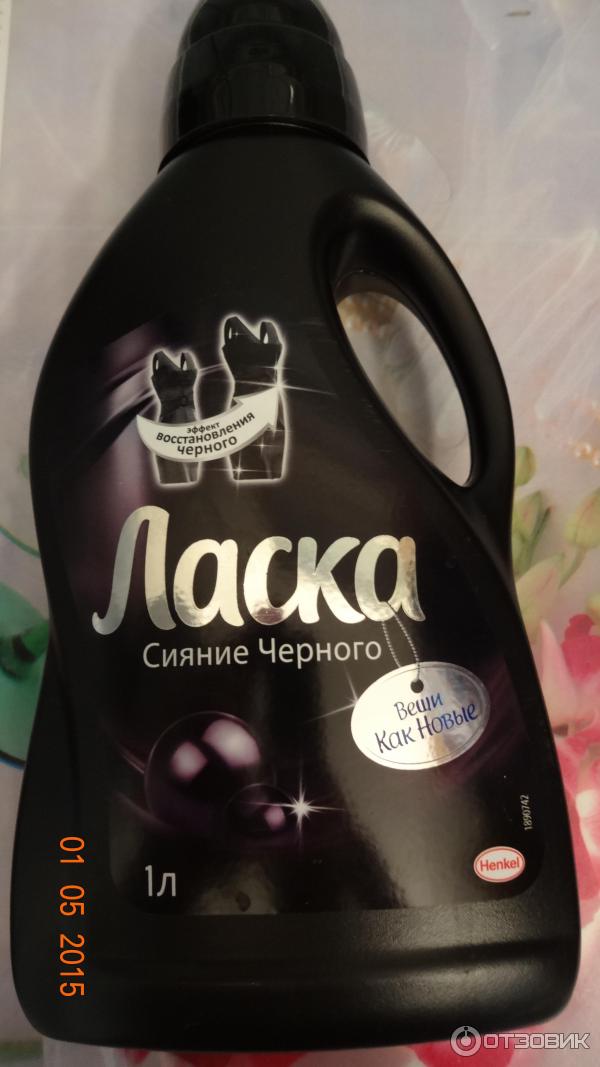 эффект
восстановления
черного
Ласка
Сияние Черного
Вещи
Как Новые
1890742
Henkel
1л
01 05 2015
ОТЗОВИК